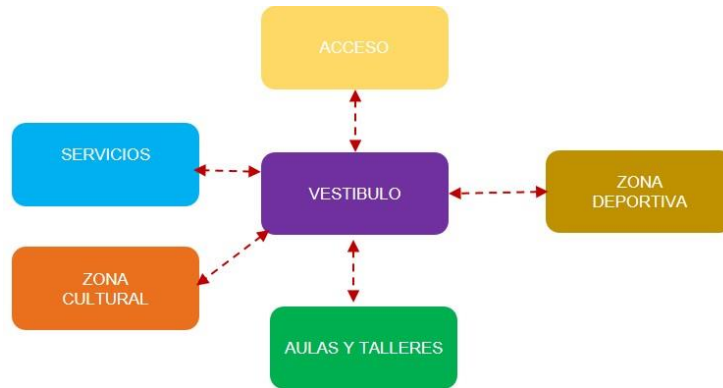 ACCESO
SERVICIOS
VESTIBULO
ZONA
DEPORTIVA
ZONA
CULTURAL
AULAS Y TALLERES